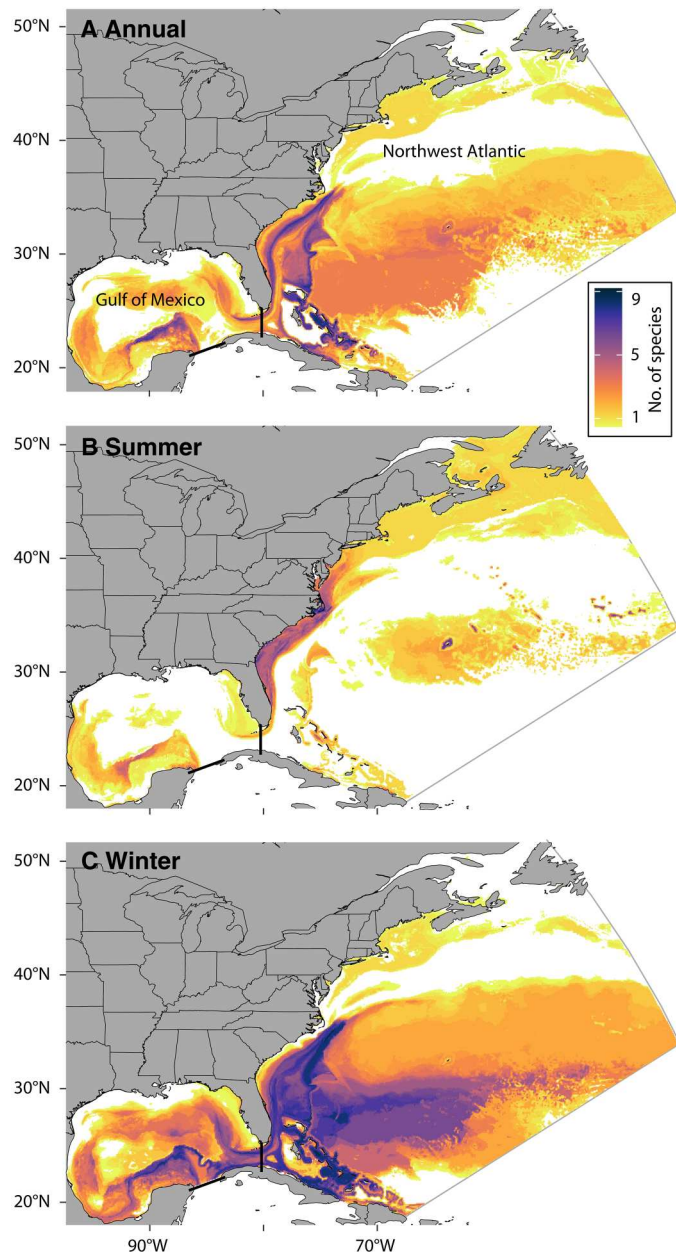 A Annual
50°N
40°N
Northwest Atlantic
30°N
Gulf of Mexico
20°N
9
5
1
No. of species
B Summer
50°N
40°N
30°N
20°N
C Winter
50°N
40°N
30°N
20°N
90°W
70°W